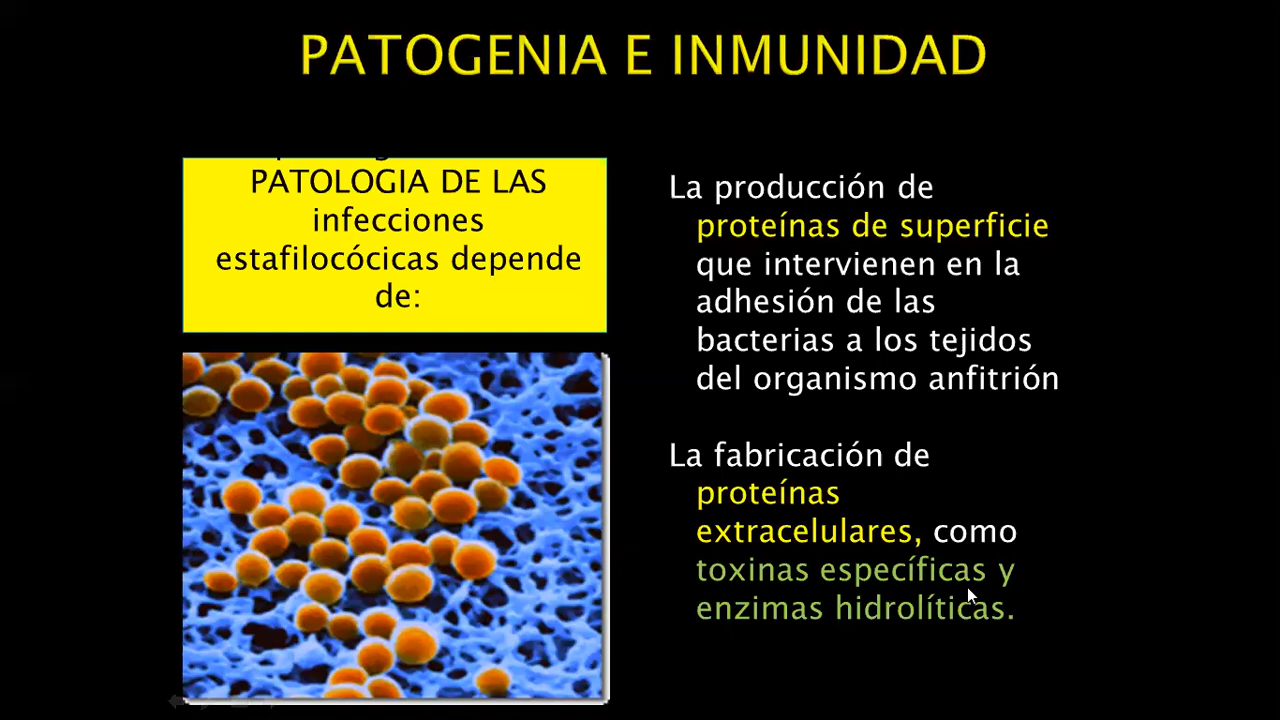 PATOGENIA E INMUNIDAD
PATOLOGIA DE LAS
infecciones
estafilocócicas depende
de:
La producción de
proteínas de superficie
que intervienen en la
adhesión de las
bacterias a los tejidos
del organismo anfitrión
La fabricación de
proteínas
extracelulares, como
toxinas específicas y
enzimas hidrolíticas.